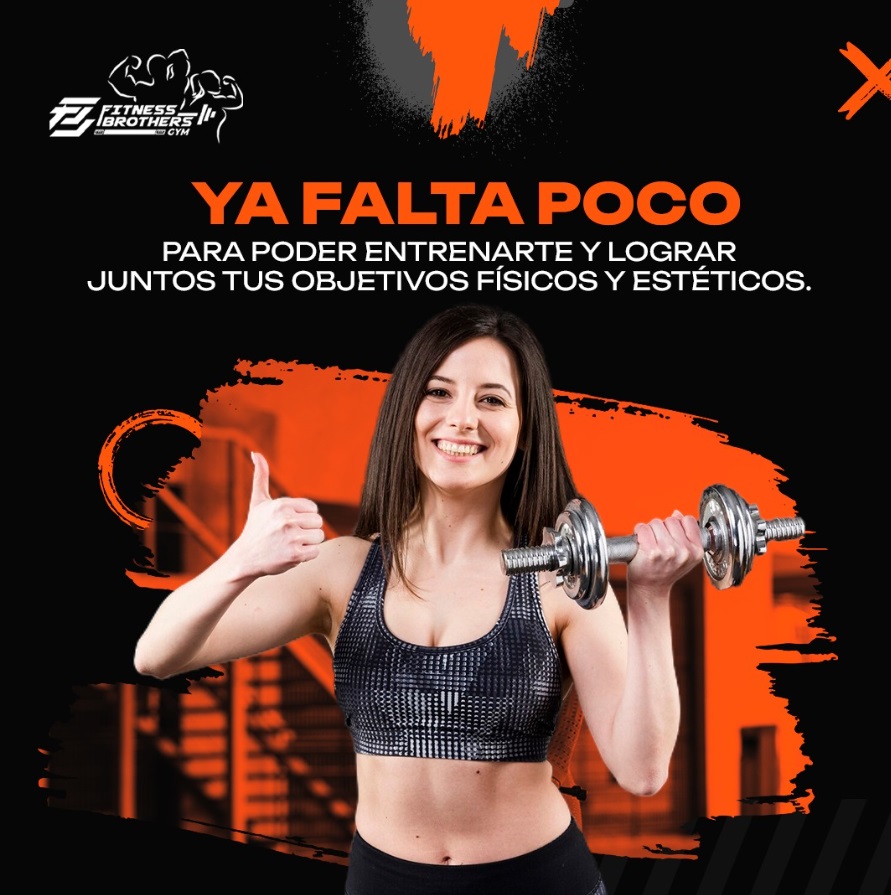 FITNESS
BROTHERS
GYM
YA FALTA POCO
PARA PODER ENTRENARTE Y LOGRAR
JUNTOS TUS OBJETIVOS FÍSICOS Y ESTÉTICOS.